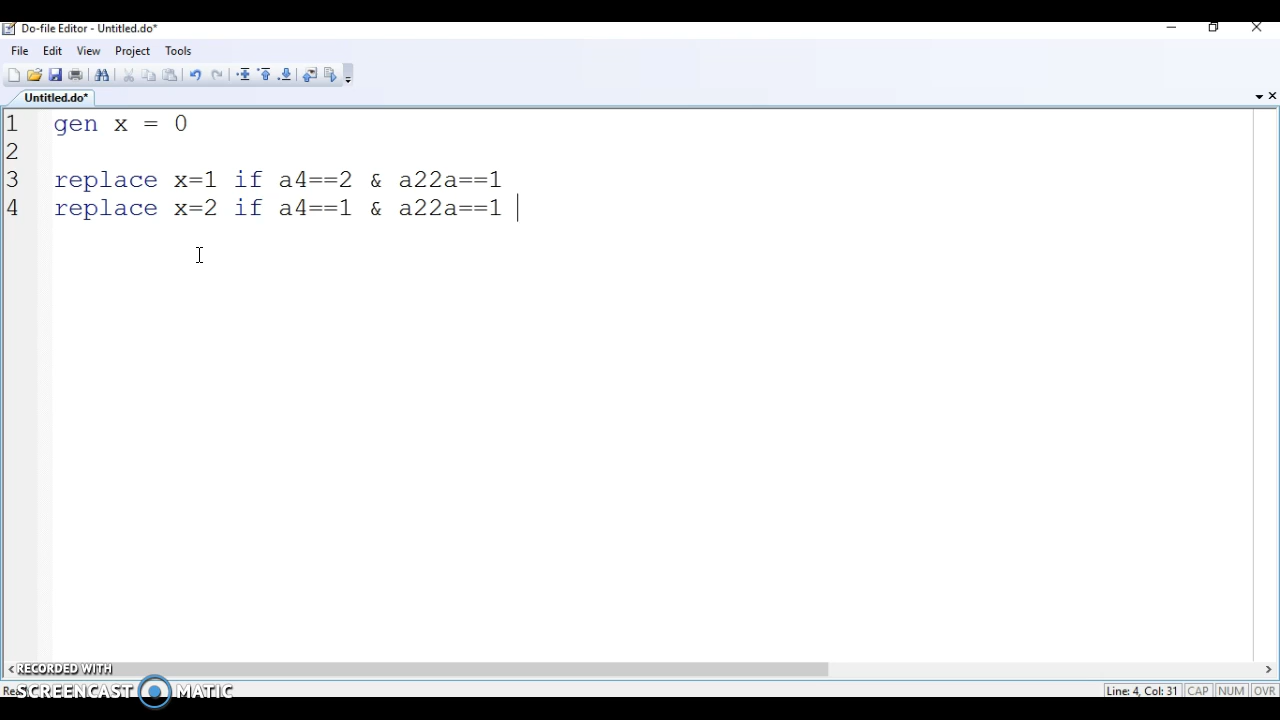 Do-file Editor - Untitled.do*
File Edit View Project Tools
Untitled.do*
1 gen x = 0
2
3 replace x=1 if a4==2 & a22a==1
4 replace x=2 if a4==1 & a22a==1
RECORDED WITH
SCREENCAST MATIC
Line: 4, Col: 31 CAP NUM OVR